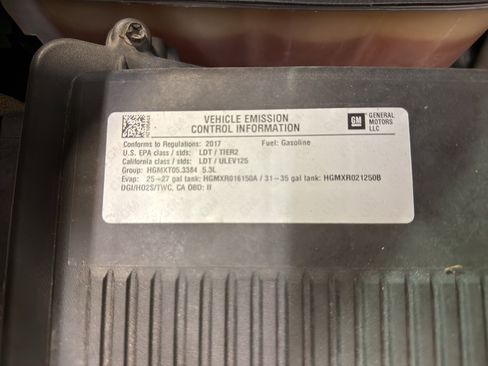 VEHICLE EMISSION
CONTROL INFORMATION
GM
GENERAL
MOTORS
LLC
Conforms to Regulations: 2017 Fuel: Gasoline
U.S. EPA class / stds: LDT / TIER2
California class / stds: LDT / ULEV125
Group: HGMXT05.3384 5.3L
Evap: 25-27 gal tank: HGMXR016150A / 31-35 gal tank: HGMXR021250B
DGI/HO2S/TWC, CA OBD: II